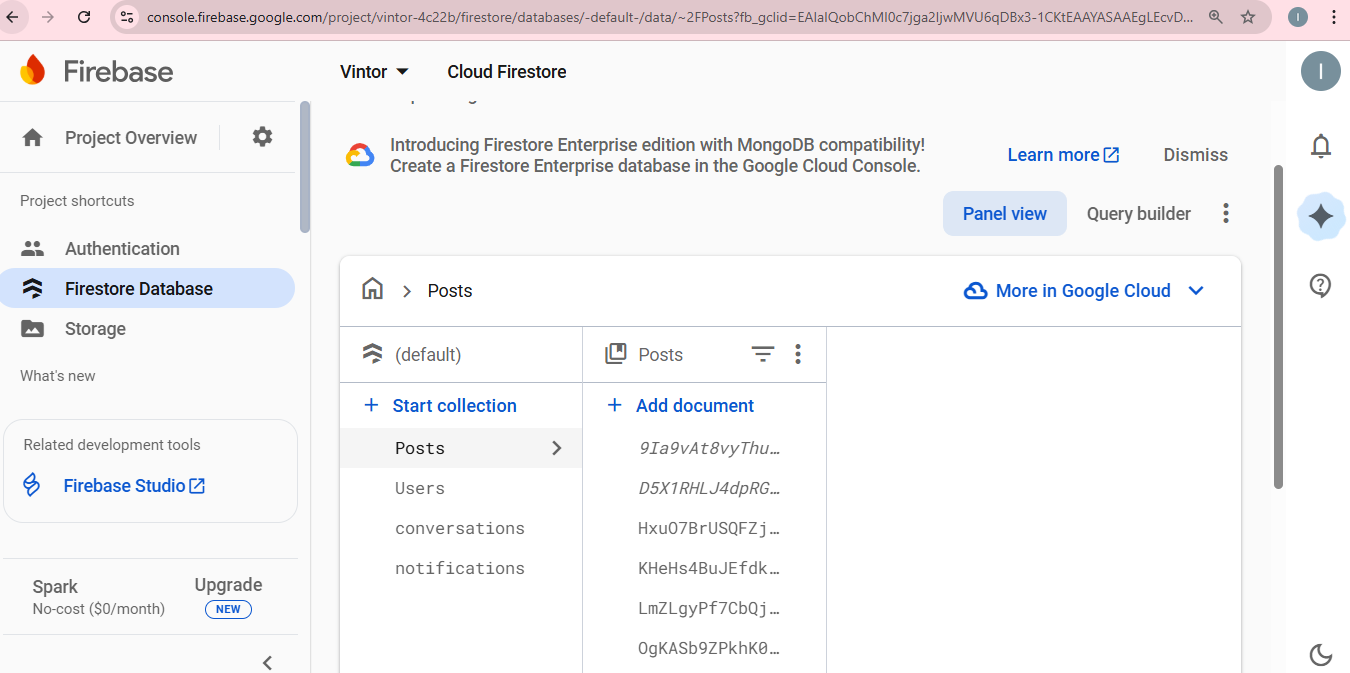 console.firebase.google.com/project/vintor-4c22b/firestore/databases/-default-/data/~2FPosts?fb_gclid=EAIaIQobChMI0c7jga2IjwMVU6qDBx3-1CKtEAAYASAAEgLEcvD...
I
Firebase
Vintor
Cloud Firestore
I
Project Overview
Introducing Firestore Enterprise edition with MongoDB compatibility!
Create a Firestore Enterprise database in the Google Cloud Console.
Learn more
Dismiss
Project shortcuts
Panel view
Query builder
Authentication
Firestore Database
Posts
More in Google Cloud
Storage
(default)
Posts
What's new
Start collection
Add document
Related development tools
Posts
9Ia9vAt8vyThu…
Firebase Studio
Users
D5X1RHLJ4dpRG…
conversations
HxuO7BrUSQFZj…
notifications
KHeHs4BuJEfdk…
Spark
No-cost ($0/month)
Upgrade
NEW
LmZLgyPf7CbQj…
OgKASb9ZPkhK0…